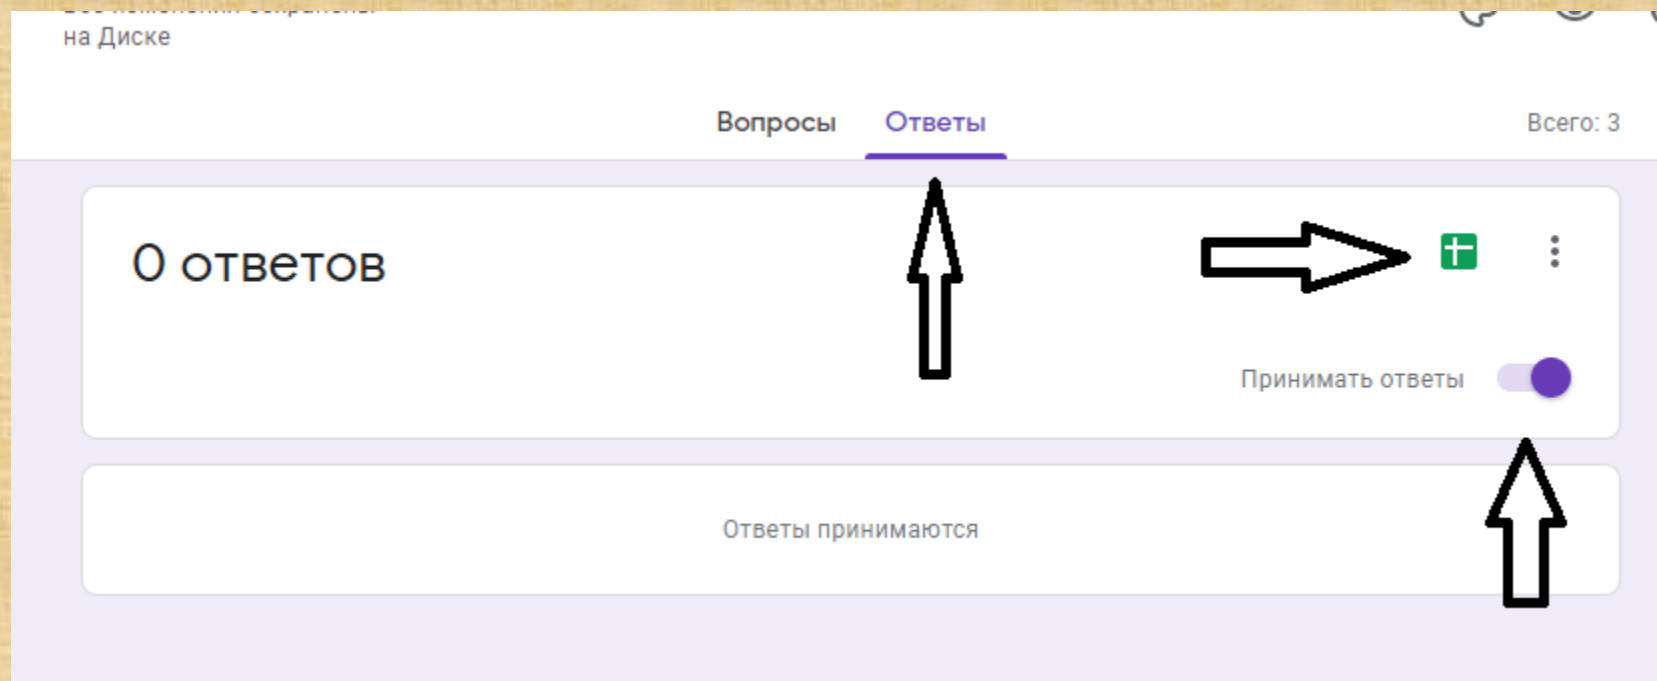 на Диске
Вопросы Ответы Всего: 3
0 ответов
Принимать ответы
Ответы принимаются